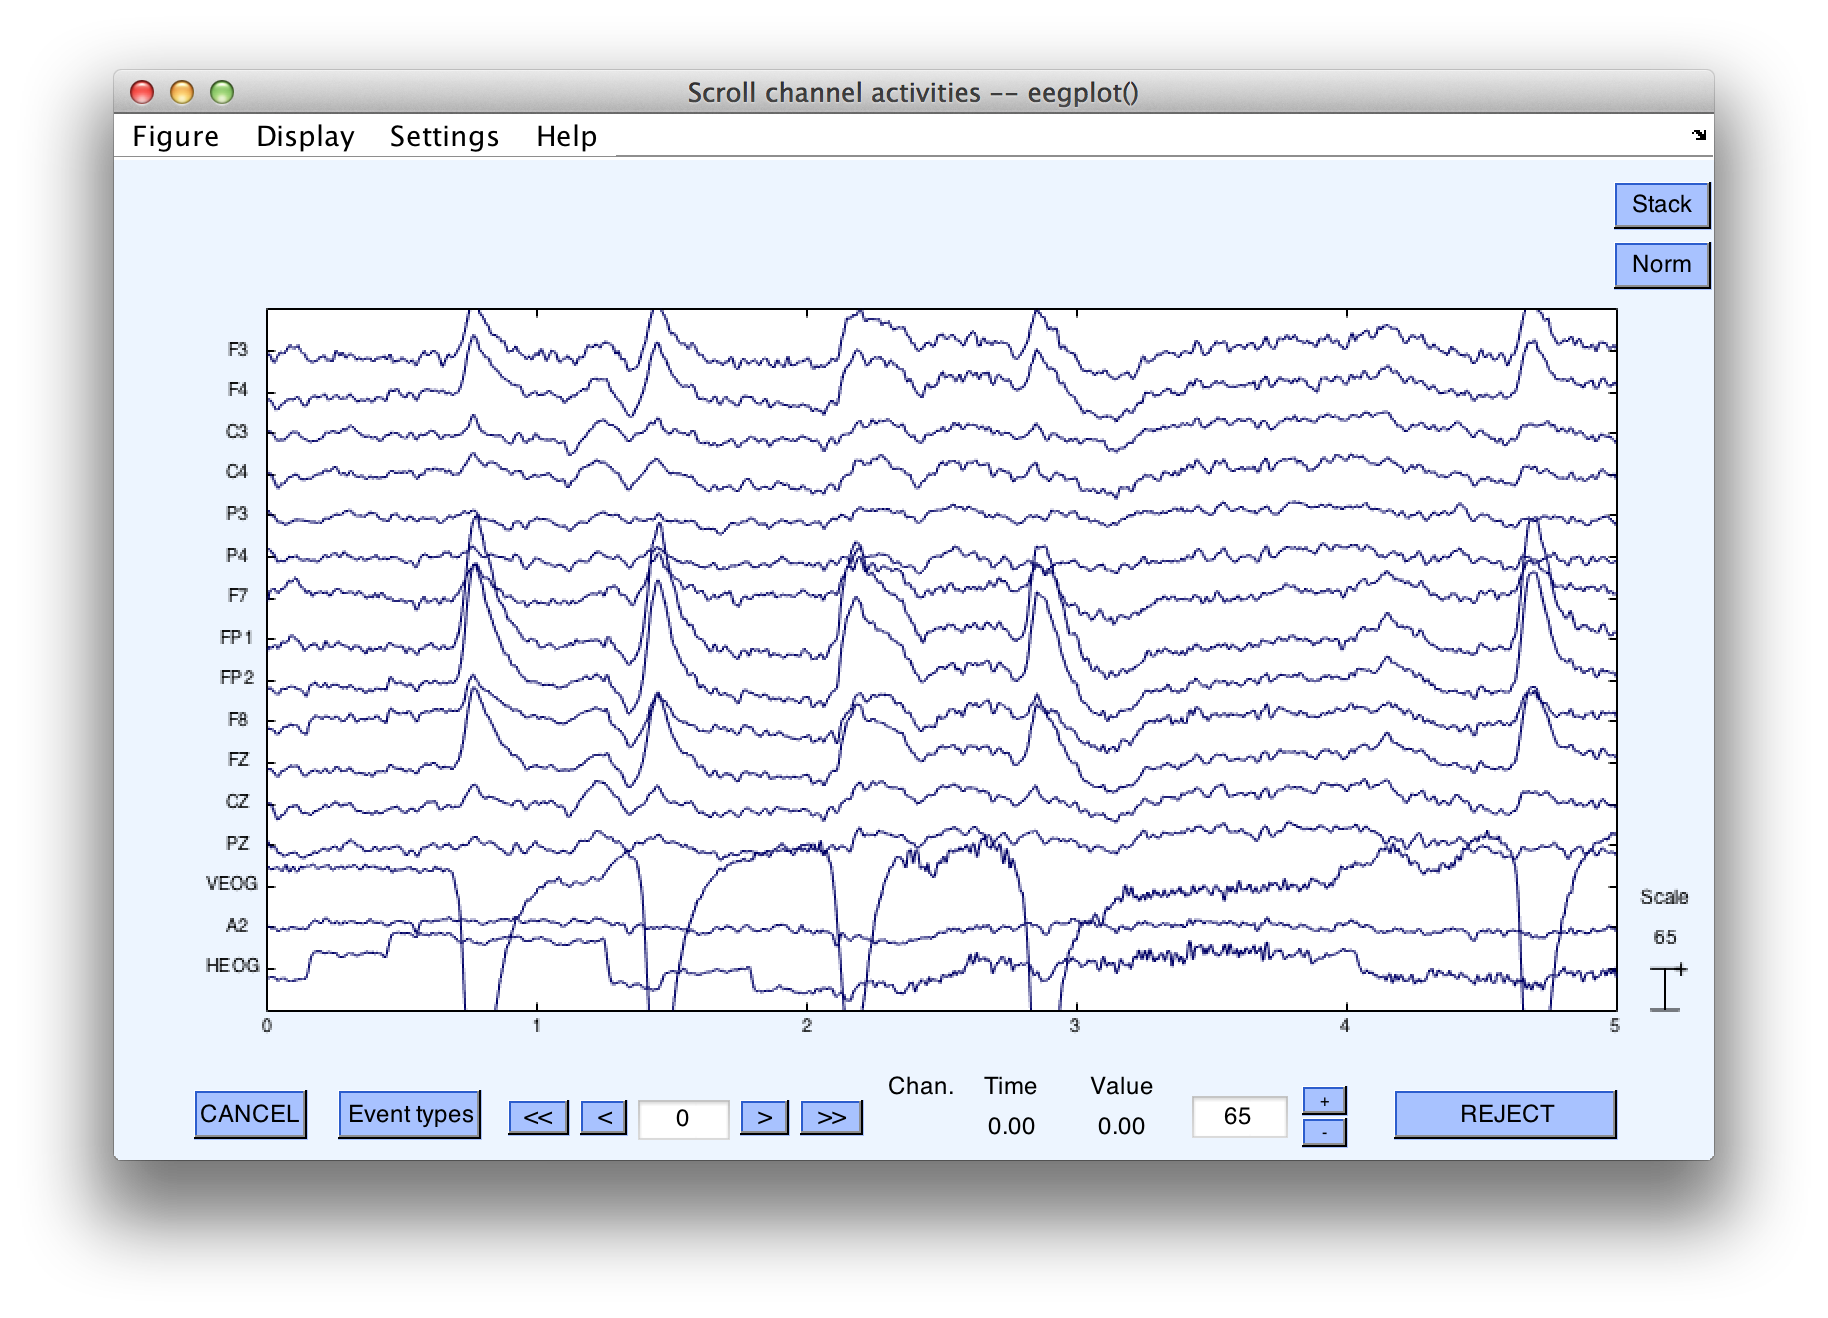 Scroll channel activities -- eegplot()
Figure Display Settings Help
Stack
Norm
F3
F4
C3
C4
P3
P4
F7
FP1
FP2
F8
FZ
CZ
PZ
VEOG
A2
HEOG
0 1 2 3 4 5
Scale
65
+
Chan. Time Value
CANCEL Event types << < 0 > >> 0.00 0.00 65 + - REJECT